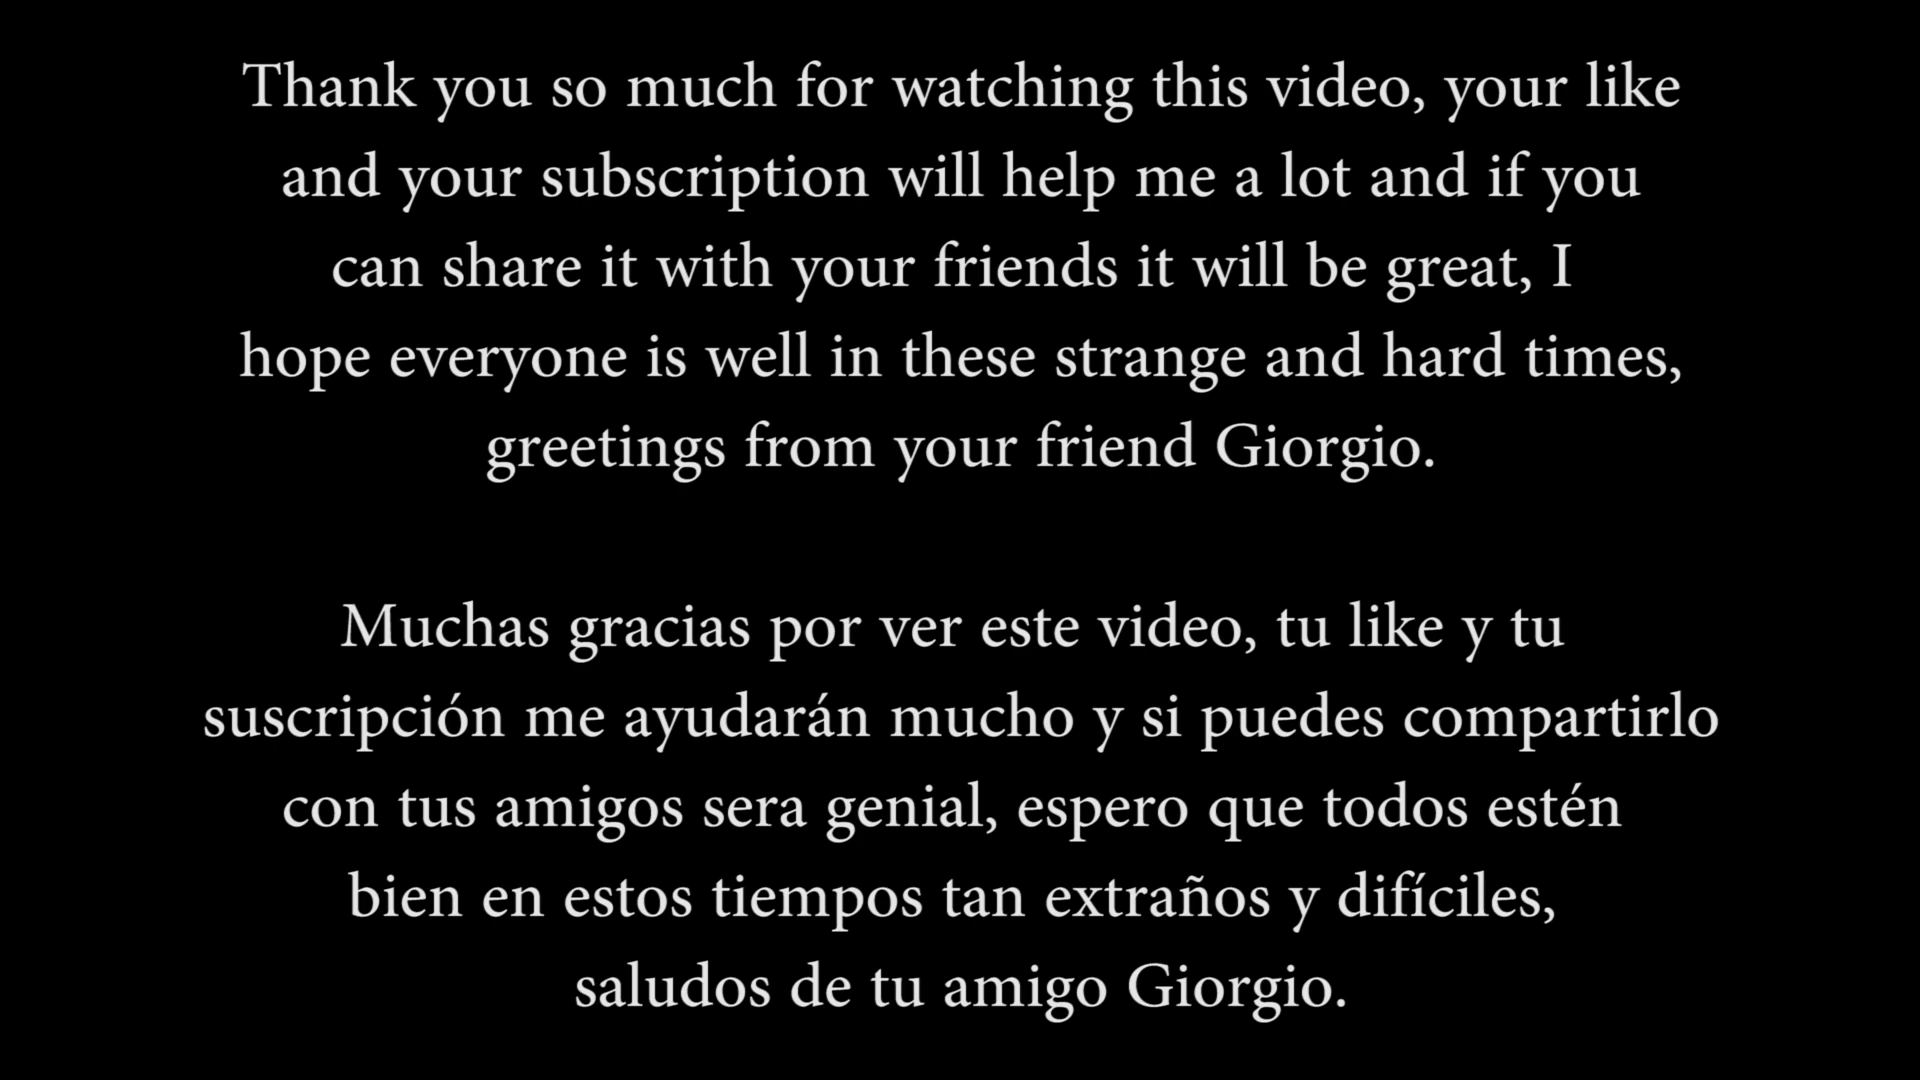 Thank you so much for watching this video, your like
and your subscription will help me a lot and if you
can share it with your friends it will be great, I
hope everyone is well in these strange and hard times,
greetings from your friend Giorgio.
Muchas gracias por ver este video, tu like y tu
suscripción me ayudarán mucho y si puedes compartirlo
con tus amigos sera genial, espero que todos estén
bien en estos tiempos tan extraños y difíciles,
saludos de tu amigo Giorgio.